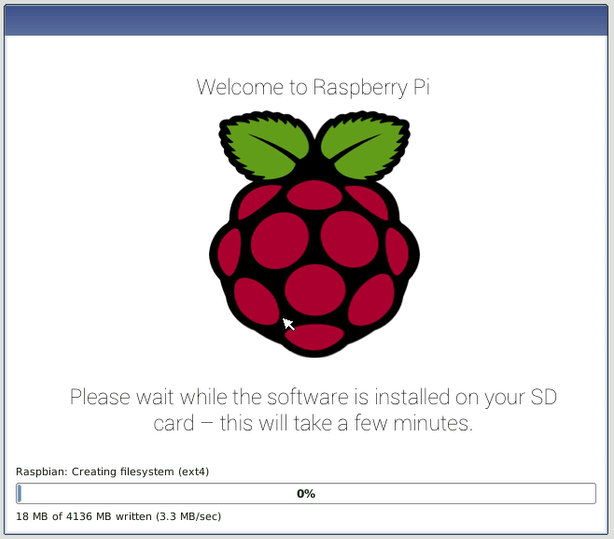 Welcome to Raspberry Pi
Please wait while the software is installed on your SD
card – this will take a few minutes.
Raspbian: Creating filesystem (ext4)
0%
18 MB of 4136 MB written (3.3 MB/sec)